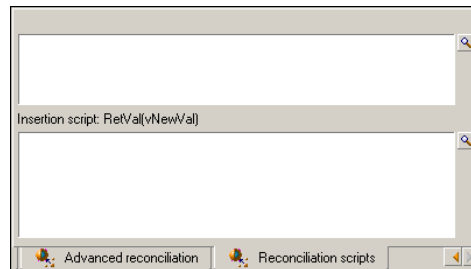 Insertion script: RetVal(vNewVal)
Advanced reconciliation
Reconciliation scripts